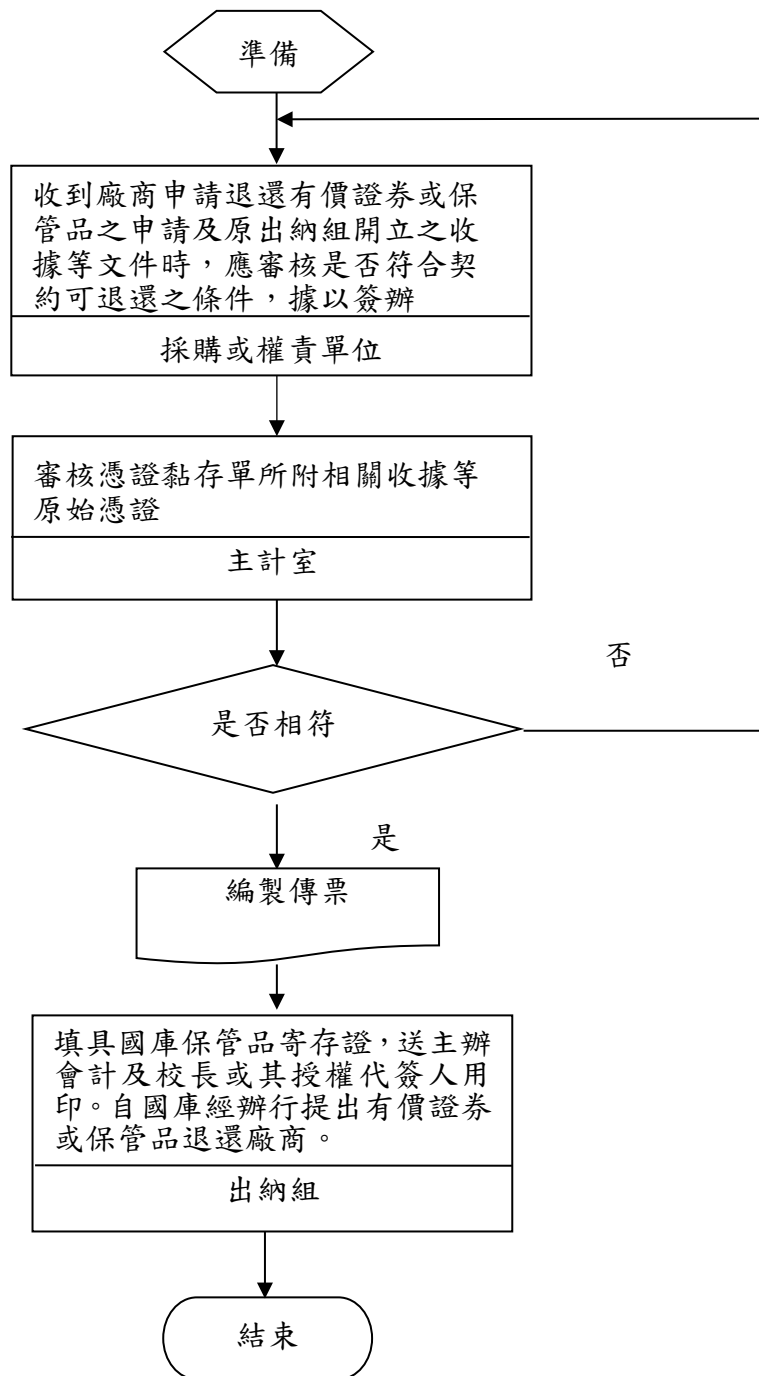 準備
收到廠商申請退還有價證券或保
管品之申請及原出納組開立之收
據等文件時，應審核是否符合契
約可退還之條件，據以簽辦
採購或權責單位
審核憑證黏存單所附相關收據等
原始憑證
主計室
否
是否相符
是
編製傳票
填具國庫保管品寄存證，送主辦
會計及校長或其授權代簽人用
印。自國庫經辦行提出有價證券
或保管品退還廠商。
出納組
結束